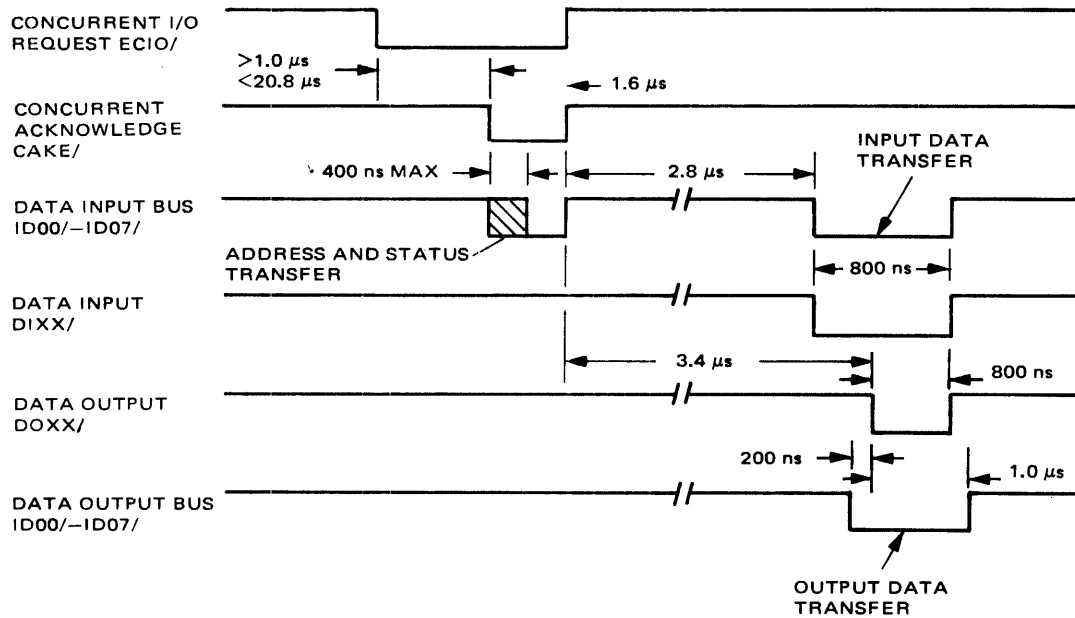 CONCURRENT I/O
REQUEST ECIO/
>1.0 μs
<20.8 μs
1.6 μs
CONCURRENT
ACKNOWLEDGE
CAKE/
INPUT DATA
TRANSFER
400 ns MAX
2.8 μs
DATA INPUT BUS
ID00/–ID07/
ADDRESS AND STATUS
TRANSFER
800 ns
DATA INPUT
DIXX/
3.4 μs
800 ns
DATA OUTPUT
DOXX/
200 ns
1.0 μs
DATA OUTPUT BUS
ID00/–ID07/
OUTPUT DATA
TRANSFER